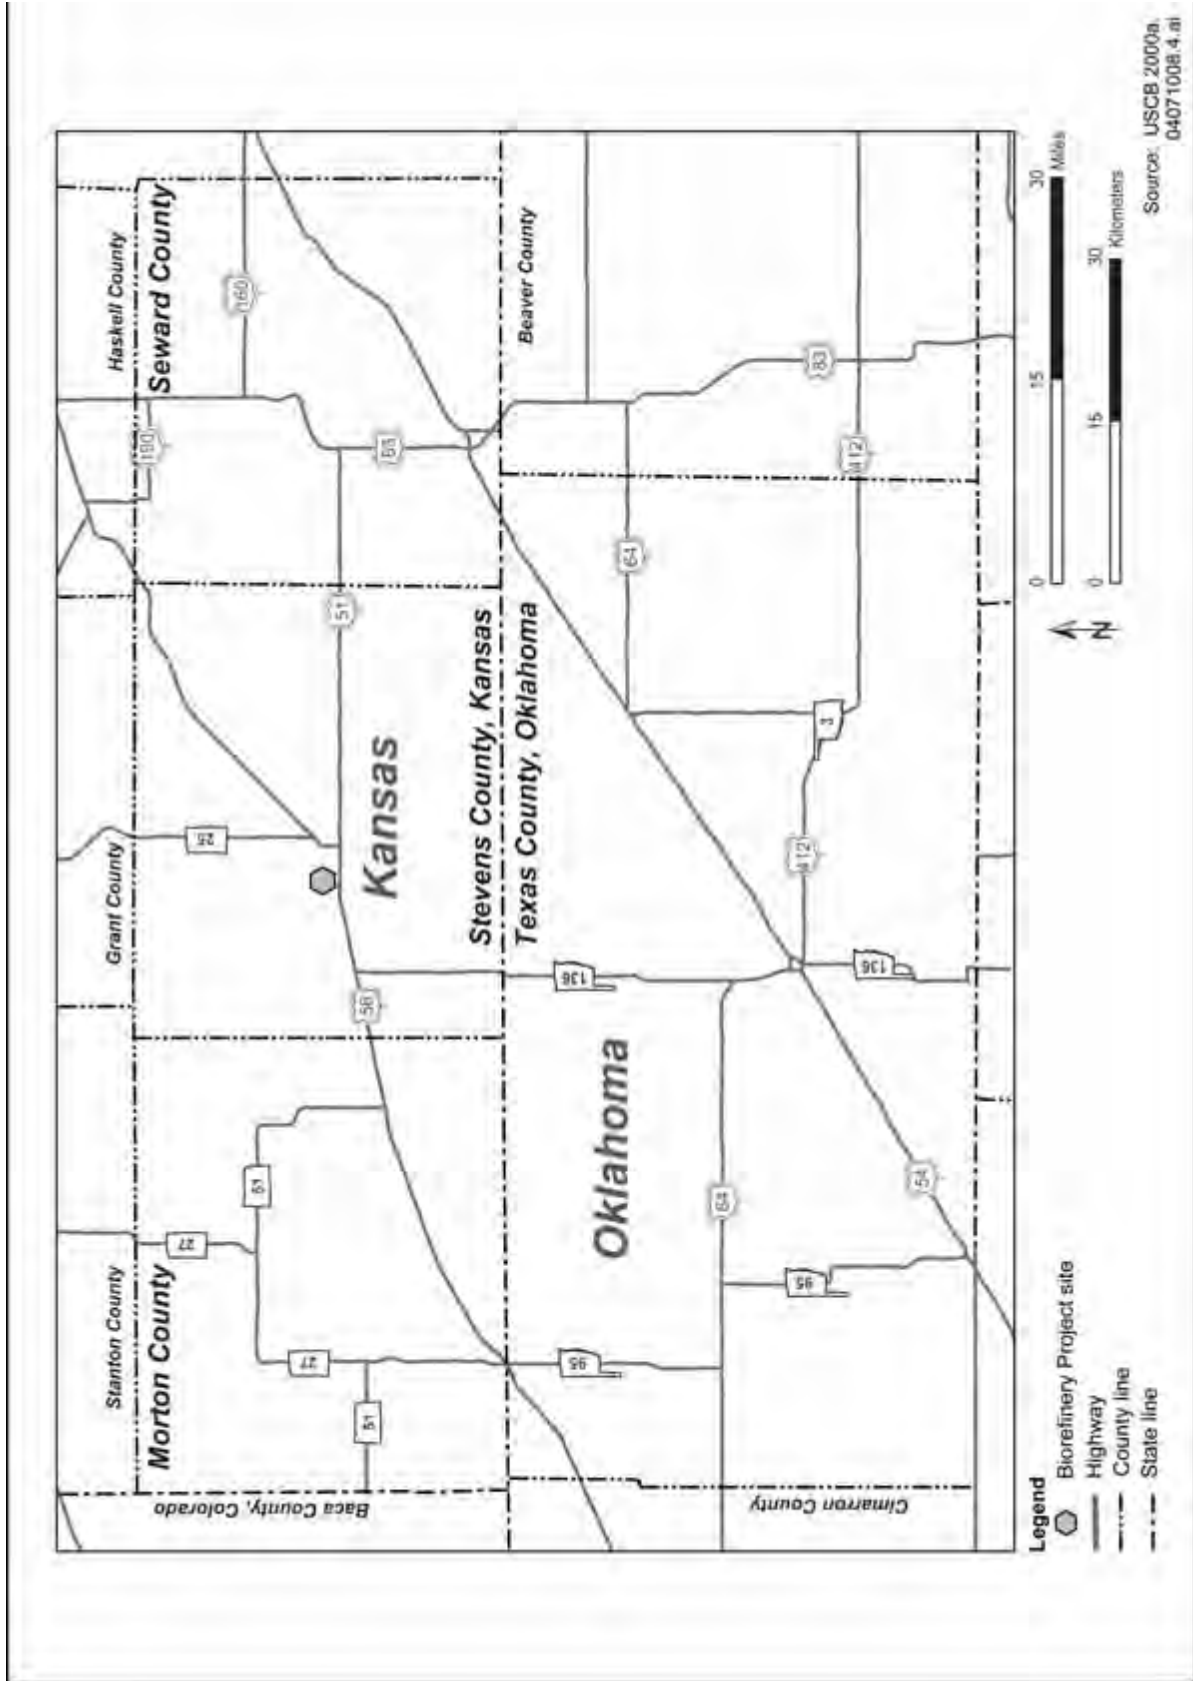 Stanton County
Grant County
Haskell County
Morton County
Seward County
27
25
190
160
51
27
51
51
56
Kansas
Baca County, Colorado
Stevens County, Kansas
Texas County, Oklahoma
Beaver County
95
136
64
Oklahoma
64
95
412
3
83
412
136
54
Cimarron County
Legend
Biorefinery Project site
Highway
County line
State line
N
0
15
30
Miles
0
15
30
Kilometers
Source: USCB 2000a.
04071008.4.ai